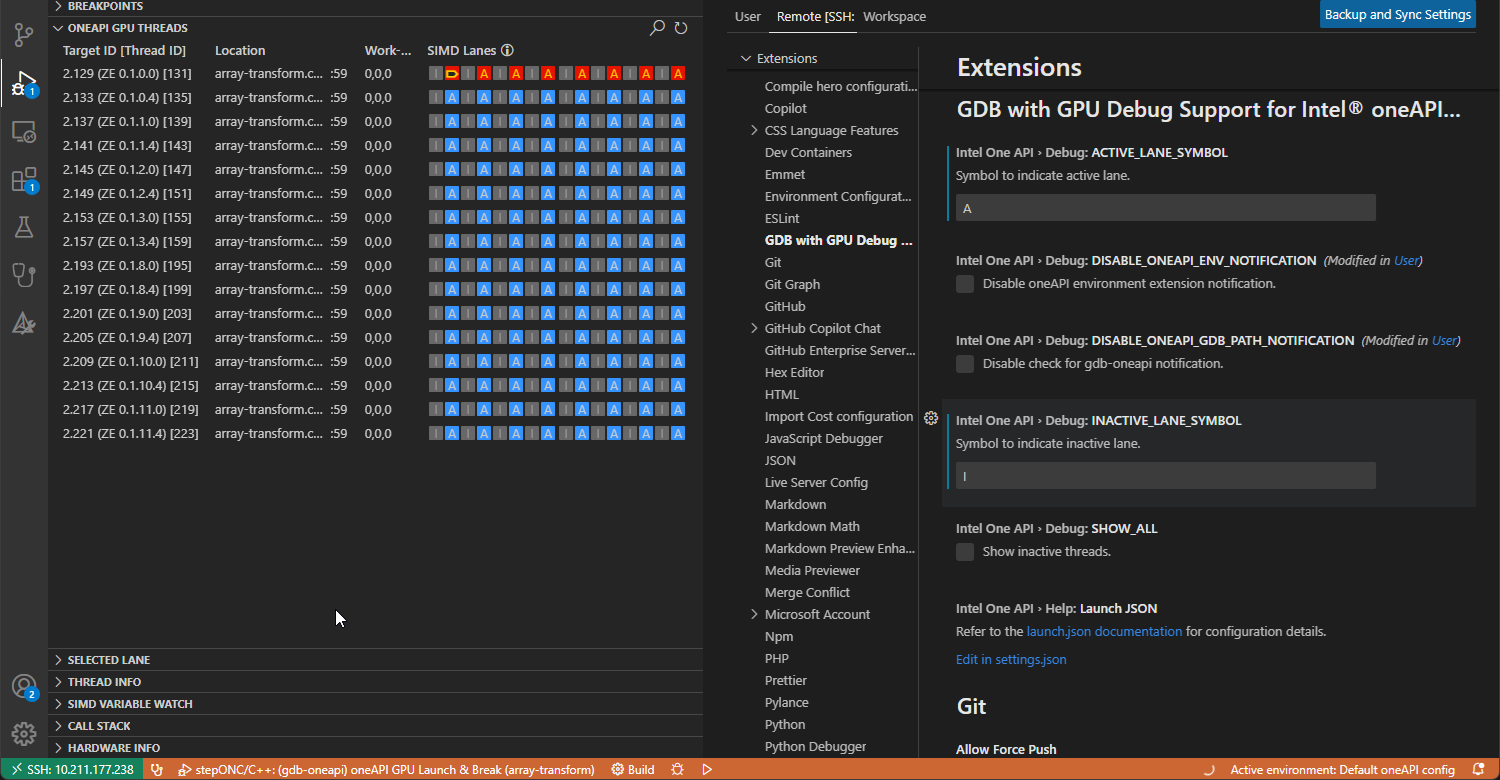 BREAKPOINTS
ONEAPI GPU THREADS
Target ID [Thread ID] Location Work-... SIMD Lanes
2.129 (ZE 0.1.0.0) [131] array-transform.c... :59 0,0,0 I I A I A I A I A I A I A I A
2.133 (ZE 0.1.0.4) [135] array-transform.c... :59 0,0,0 I A I A I A I A I A I A I A I A
2.137 (ZE 0.1.1.0) [139] array-transform.c... :59 0,0,0 I A I A I A I A I A I A I A I A
2.141 (ZE 0.1.1.4) [143] array-transform.c... :59 0,0,0 I A I A I A I A I A I A I A I A
2.145 (ZE 0.1.2.0) [147] array-transform.c... :59 0,0,0 I A I A I A I A I A I A I A I A
2.149 (ZE 0.1.2.4) [151] array-transform.c... :59 0,0,0 I A I A I A I A I A I A I A I A
2.153 (ZE 0.1.3.0) [155] array-transform.c... :59 0,0,0 I A I A I A I A I A I A I A I A
2.157 (ZE 0.1.3.4) [159] array-transform.c... :59 0,0,0 I A I A I A I A I A I A I A I A
2.193 (ZE 0.1.8.0) [195] array-transform.c... :59 0,0,0 I A I A I A I A I A I A I A I A
2.197 (ZE 0.1.8.4) [199] array-transform.c... :59 0,0,0 I A I A I A I A I A I A I A I A
2.201 (ZE 0.1.9.0) [203] array-transform.c... :59 0,0,0 I A I A I A I A I A I A I A I A
2.205 (ZE 0.1.9.4) [207] array-transform.c... :59 0,0,0 I A I A I A I A I A I A I A I A
2.209 (ZE 0.1.10.0) [211] array-transform.c... :59 0,0,0 I A I A I A I A I A I A I A I A
2.213 (ZE 0.1.10.4) [215] array-transform.c... :59 0,0,0 I A I A I A I A I A I A I A I A
2.217 (ZE 0.1.11.0) [219] array-transform.c... :59 0,0,0 I A I A I A I A I A I A I A I A
2.221 (ZE 0.1.11.4) [223] array-transform.c... :59 0,0,0 I A I A I A I A I A I A I A I A
SELECTED LANE
THREAD INFO
SIMD VARIABLE WATCH
CALL STACK
HARDWARE INFO
1
1
2
User Remote [SSH: Workspace
Backup and Sync Settings
Extensions
Compile hero configurati...
Copilot
CSS Language Features
Dev Containers
Emmet
Environment Configurat...
ESLint
GDB with GPU Debug ...
Git
Git Graph
GitHub
GitHub Copilot Chat
GitHub Enterprise Server...
Hex Editor
HTML
Import Cost configuration
JavaScript Debugger
JSON
Live Server Config
Markdown
Markdown Math
Markdown Preview Enha...
Media Previewer
Merge Conflict
Microsoft Account
Npm
PHP
Prettier
Pylance
Python
Python Debugger
Extensions
GDB with GPU Debug Support for Intel® oneAPI...
Intel One API › Debug: ACTIVE_LANE_SYMBOL
Symbol to indicate active lane.
A
Intel One API › Debug: DISABLE_ONEAPI_ENV_NOTIFICATION (Modified in User)
Disable oneAPI environment extension notification.
Intel One API › Debug: DISABLE_ONEAPI_GDB_PATH_NOTIFICATION (Modified in User)
Disable check for gdb-oneapi notification.
Intel One API › Debug: INACTIVE_LANE_SYMBOL
Symbol to indicate inactive lane.
I
Intel One API › Debug: SHOW_ALL
Show inactive threads.
Intel One API › Help: Launch JSON
Refer to the launch.json documentation for configuration details.
Edit in settings.json
Git
Allow Force Push
SSH: 10.211.177.238 stepONC/C++: (gdb-oneapi) oneAPI GPU Launch & Break (array-transform) Build Active environment: Default oneAPI config